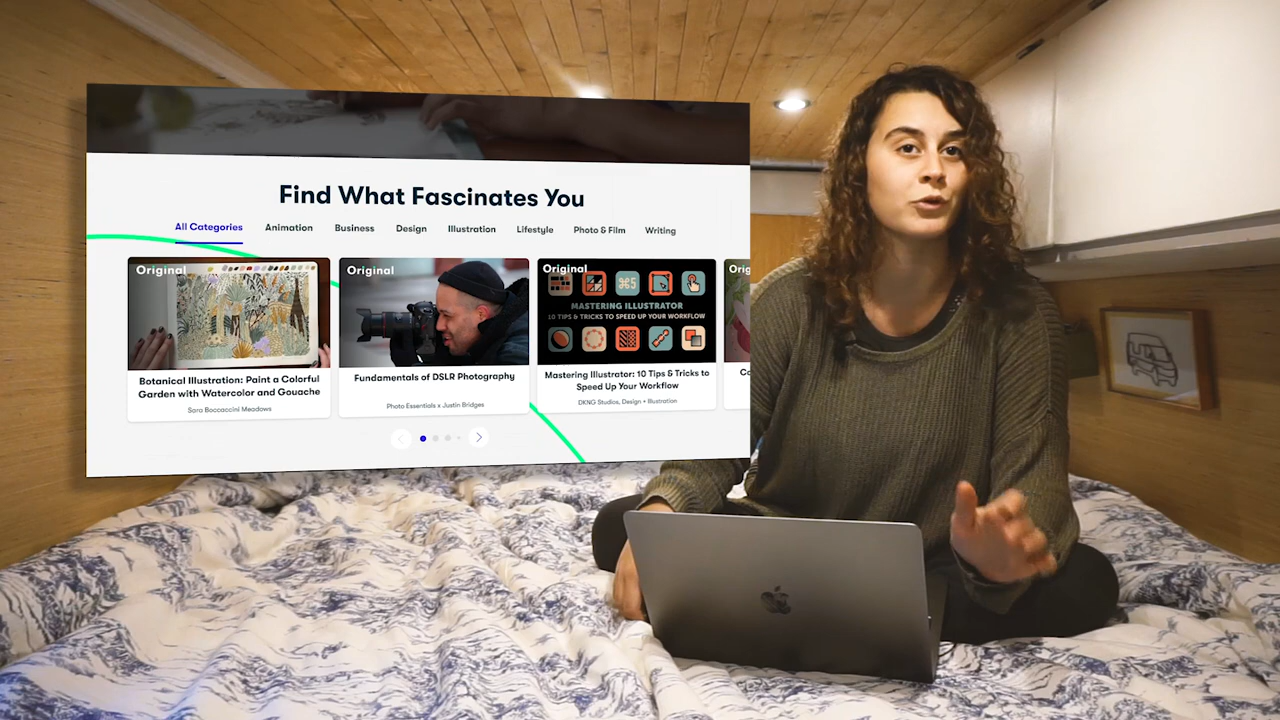 Find What Fascinates You
All Categories
Animation
Business
Design
Illustration
Lifestyle
Photo & Film
Writing
Original
Botanical Illustration: Paint a Colorful
Garden with Watercolor and Gouache
Sara Boccaccini Meadows
Original
Fundamentals of DSLR Photography
Photo Essentials x Justin Bridges
Original
⌘5
MASTERING ILLUSTRATOR
10 TIPS & TRICKS TO SPEED UP YOUR WORKFLOW
Mastering Illustrator: 10 Tips & Tricks to
Speed Up Your Workflow
DKNG Studios, Design + Illustration
Orig
Co